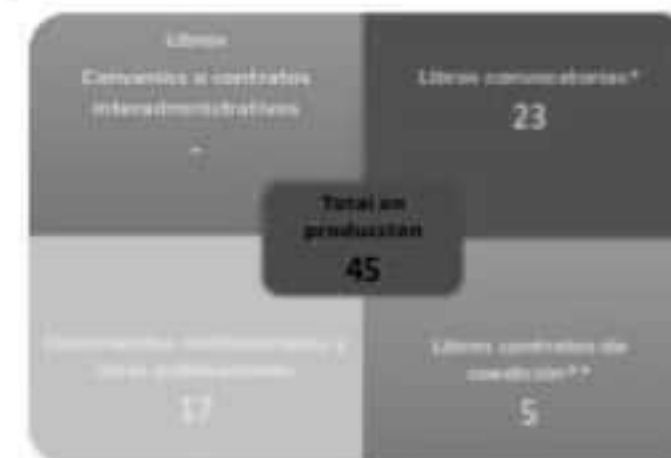 Libros
Convenios o contratos
interadministrativos
-
Libros convocatorias*
23
Total en
producción
45
17
Libros contratos de
coedición**
5